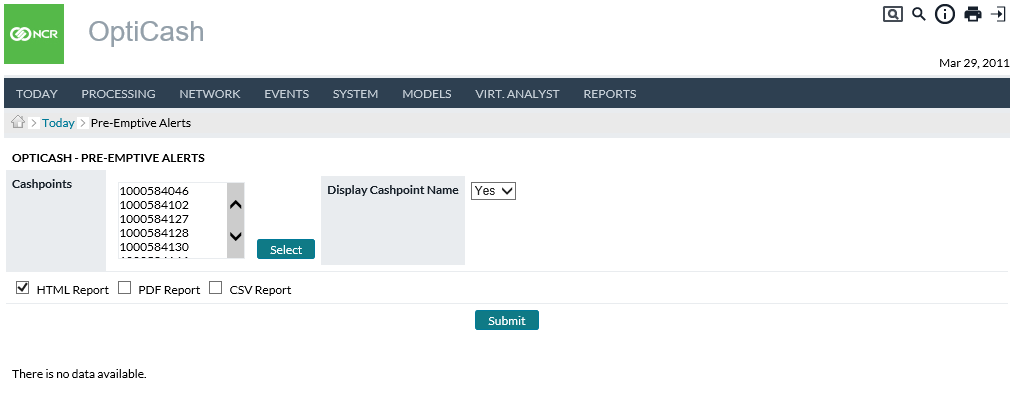 NCR OptiCash
Mar 29, 2011
TODAY PROCESSING NETWORK EVENTS SYSTEM MODELS VIRT. ANALYST REPORTS
Today Pre-Emptive Alerts
OPTICASH - PRE-EMPTIVE ALERTS
Cashpoints
1000584046
1000584102
1000584127
1000584128
1000584130
Select
Display Cashpoint Name Yes
HTML Report PDF Report CSV Report
Submit
There is no data available.